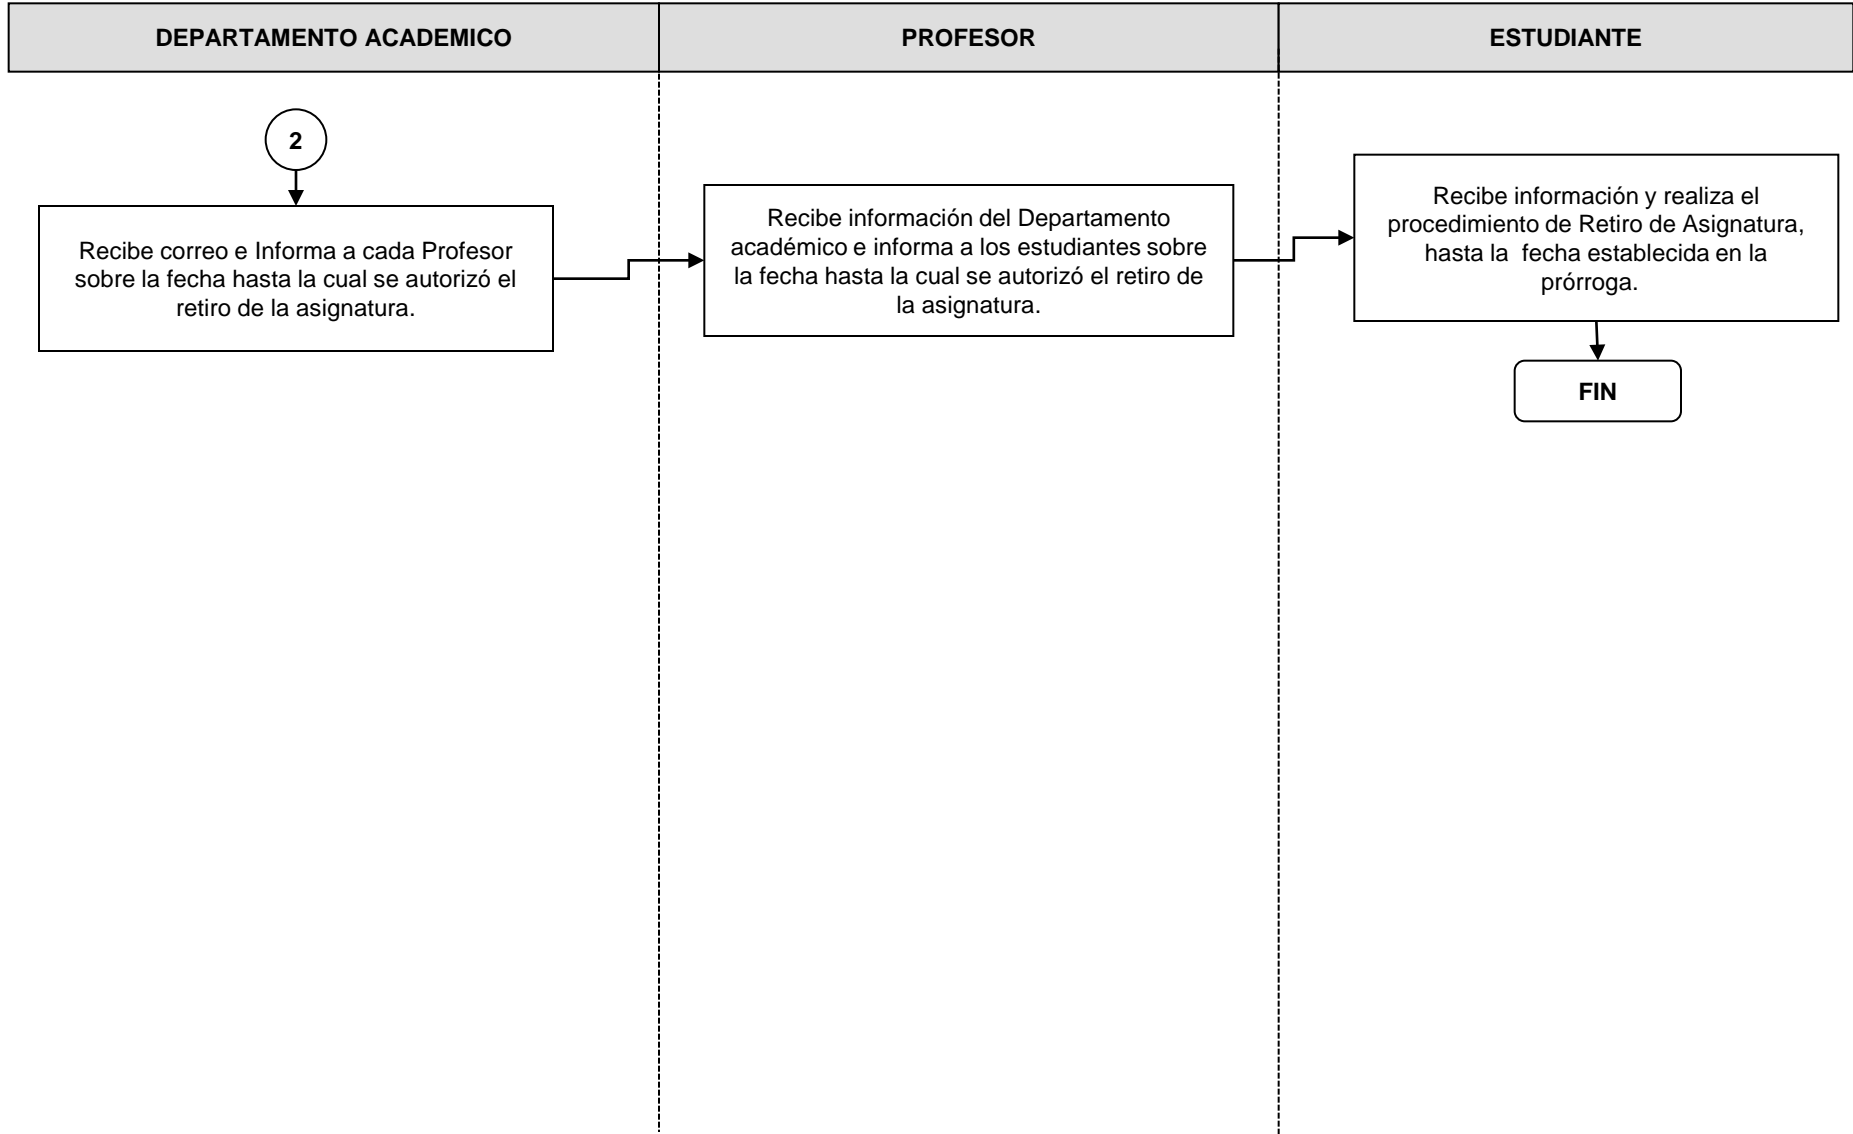 DEPARTAMENTO ACADEMICO
PROFESOR
ESTUDIANTE
2
Recibe correo e Informa a cada Profesor
sobre la fecha hasta la cual se autorizó el
retiro de la asignatura.
Recibe información del Departamento
académico e informa a los estudiantes sobre
la fecha hasta la cual se autorizó el retiro de
la asignatura.
Recibe información y realiza el
procedimiento de Retiro de Asignatura,
hasta la  fecha establecida en la
prórroga.
FIN